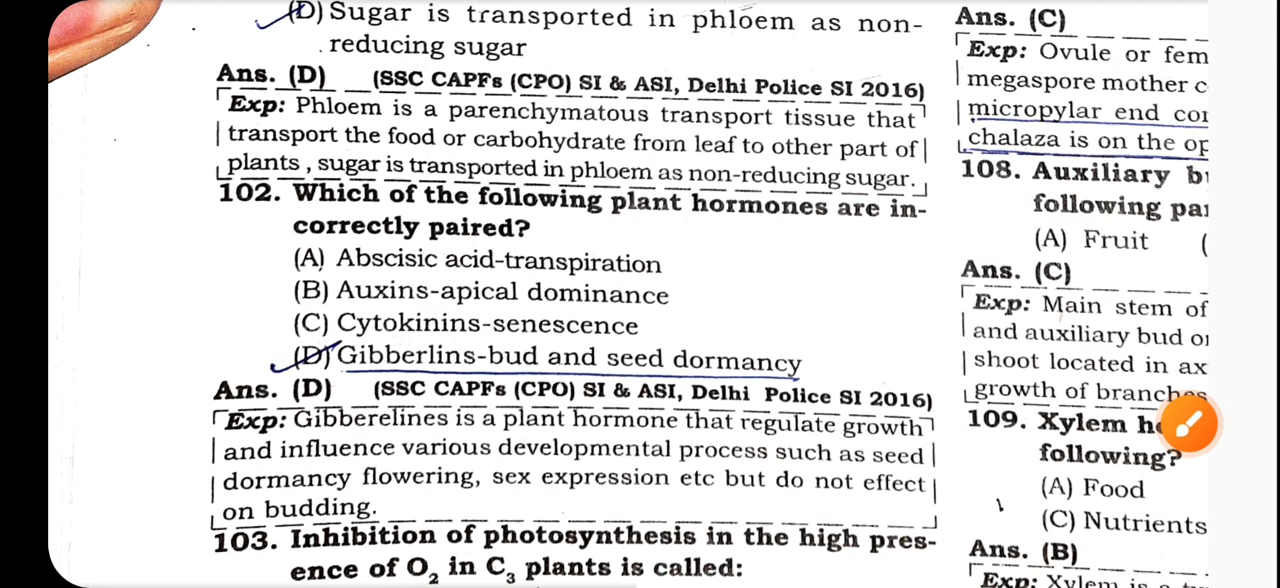 (D) Sugar is transported in phloem as non-
reducing sugar
Ans. (D) (SSC CAPFs (CPO) SI & ASI, Delhi Police SI 2016)
Exp: Phloem is a parenchymatous transport tissue that
transport the food or carbohydrate from leaf to other part of
plants , sugar is transported in phloem as non-reducing sugar.
102. Which of the following plant hormones are in-
correctly paired?
(A) Abscisic acid-transpiration
(B) Auxins-apical dominance
(C) Cytokinins-senescence
(D) Gibberlins-bud and seed dormancy
Ans. (D) (SSC CAPFs (CPO) SI & ASI, Delhi Police SI 2016)
Exp: Gibberelines is a plant hormone that regulate growth
and influence various developmental process such as seed
dormancy flowering, sex expression etc but do not effect
on budding.
103. Inhibition of photosynthesis in the high pres-
ence of O₂ in C₃ plants is called:
Ans. (C)
Exp: Ovule or fem
megaspore mother c
micropylar end
chalaza is on the op
108. Auxiliary
following
(A) Fruit (
Ans. (C)
Exp: Main stem of
and auxiliary bud
shoot located in ax
growth of branches
109. Xylem
following?
(A) Food
(C) Nutrients
Ans. (B)
Exp: Xylem is a